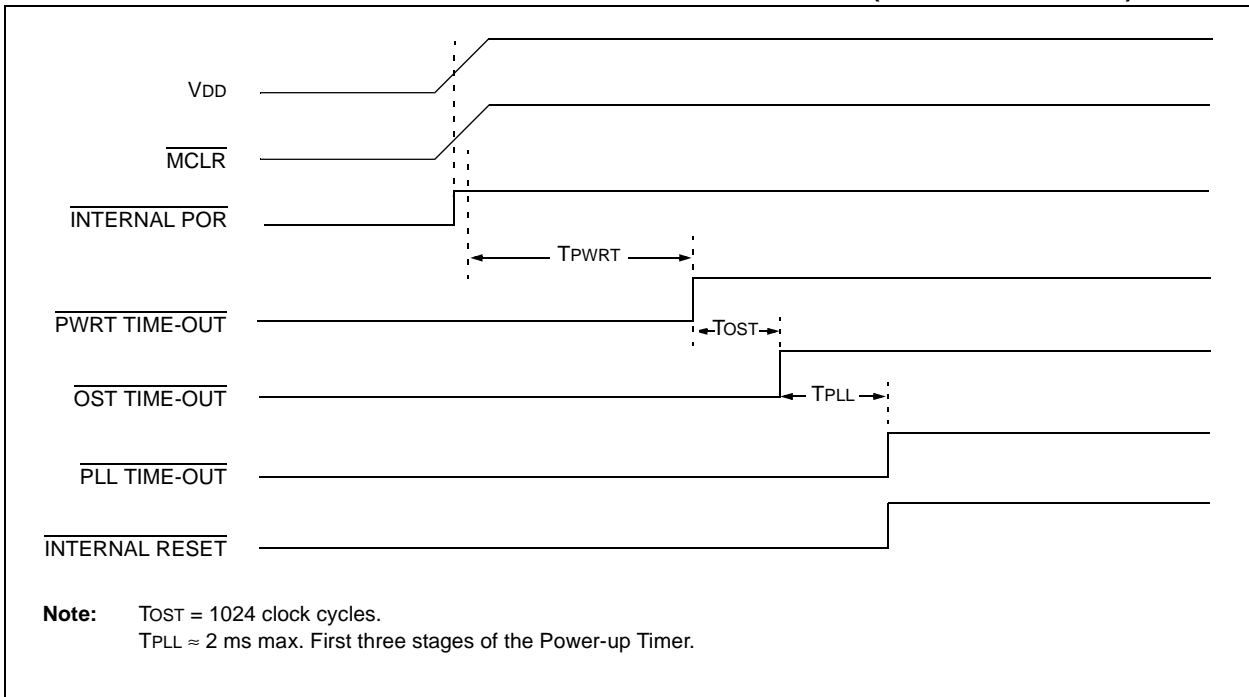 VDD
MCLR
INTERNAL POR
TPWRT
PWRT TIME-OUT
TOST
OST TIME-OUT
TPLL
PLL TIME-OUT
INTERNAL RESET
Note: TOST = 1024 clock cycles.
TPLL ≈ 2 ms max. First three stages of the Power-up Timer.